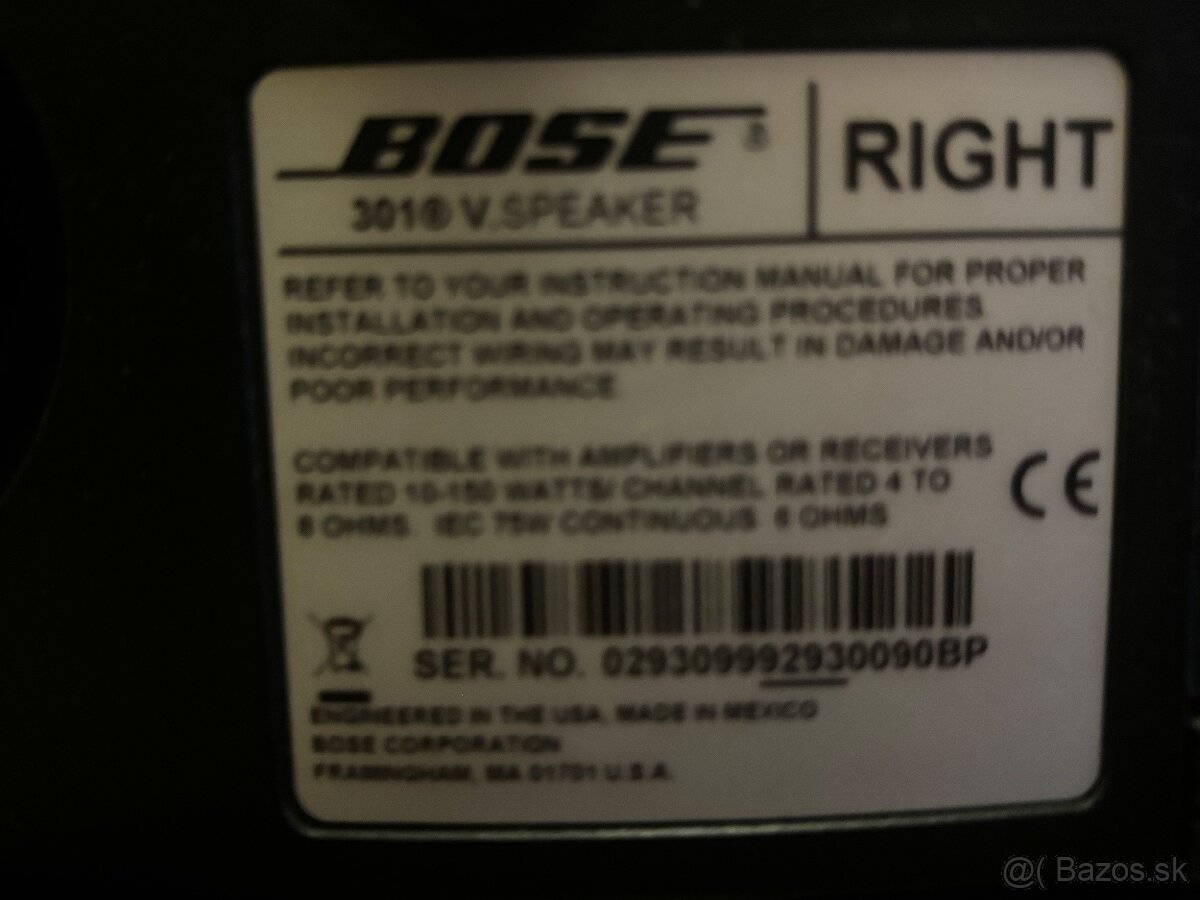 BOSE®
RIGHT
301® V.SPEAKER
REFER TO YOUR INSTRUCTION MANUAL FOR PROPER
INSTALLATION AND OPERATING PROCEDURES
INCORRECT WIRING MAY RESULT IN DAMAGE AND/OR
POOR PERFORMANCE.
COMPATIBLE WITH AMPLIFIERS OR RECEIVERS
RATED 10-150 WATTS/ CHANNEL RATED 4 TO
8 OHMS. IEC 75W CONTINUOUS 6 OHMS
CE
SER. NO. 029309992930090BP
ENGINEERED IN THE USA, MADE IN MEXICO
BOSE CORPORATION
FRAMINGHAM, MA 01701 U.S.A.
@( Bazos.sk